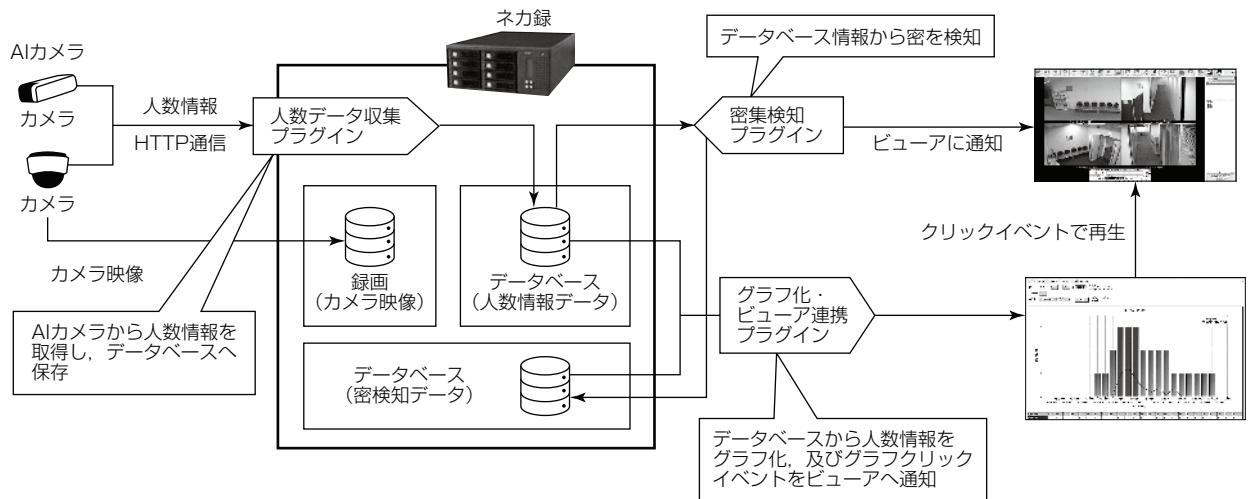 ネカ録
データベース情報から密を検知
AIカメラ
カメラ
人数情報
HTTP通信
人数データ収集
プラグイン
密集検知
プラグイン
ビューアに通知
カメラ
カメラ映像
録画
（カメラ映像）
データベース
（人数情報データ）
クリックイベントで再生
グラフ化・
ビューア連携
プラグイン
AIカメラから人数情報を
取得し，データベースへ
保存
データベース
（密検知データ）
データベースから人数情報を
グラフ化，及びグラフクリック
イベントをビューアへ通知